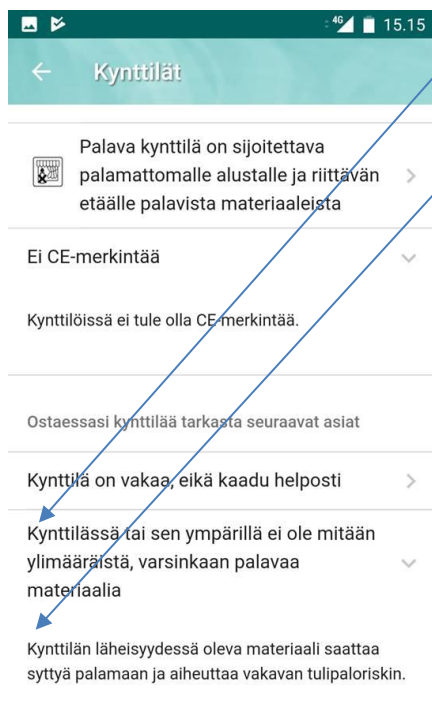 4G 15.15
Kynttilät
Palava kynttilä on sijoitettava
palamattomalle alustalle ja riittävän
etäälle palavista materiaaleista
Ei CE-merkintää
Kynttilöissä ei tule olla CE-merkintää.
Ostaessasi kynttilää tarkasta seuraavat asiat
Kynttilä on vakaa, eikä kaadu helposti
Kynttilässä tai sen ympärillä ei ole mitään
ylimääräistä, varsinkaan palavaa
materiaalia
Kynttilän läheisyydessä oleva materiaali saattaa
syttyä palamaan ja aiheuttaa vakavan tulipaloriskin.